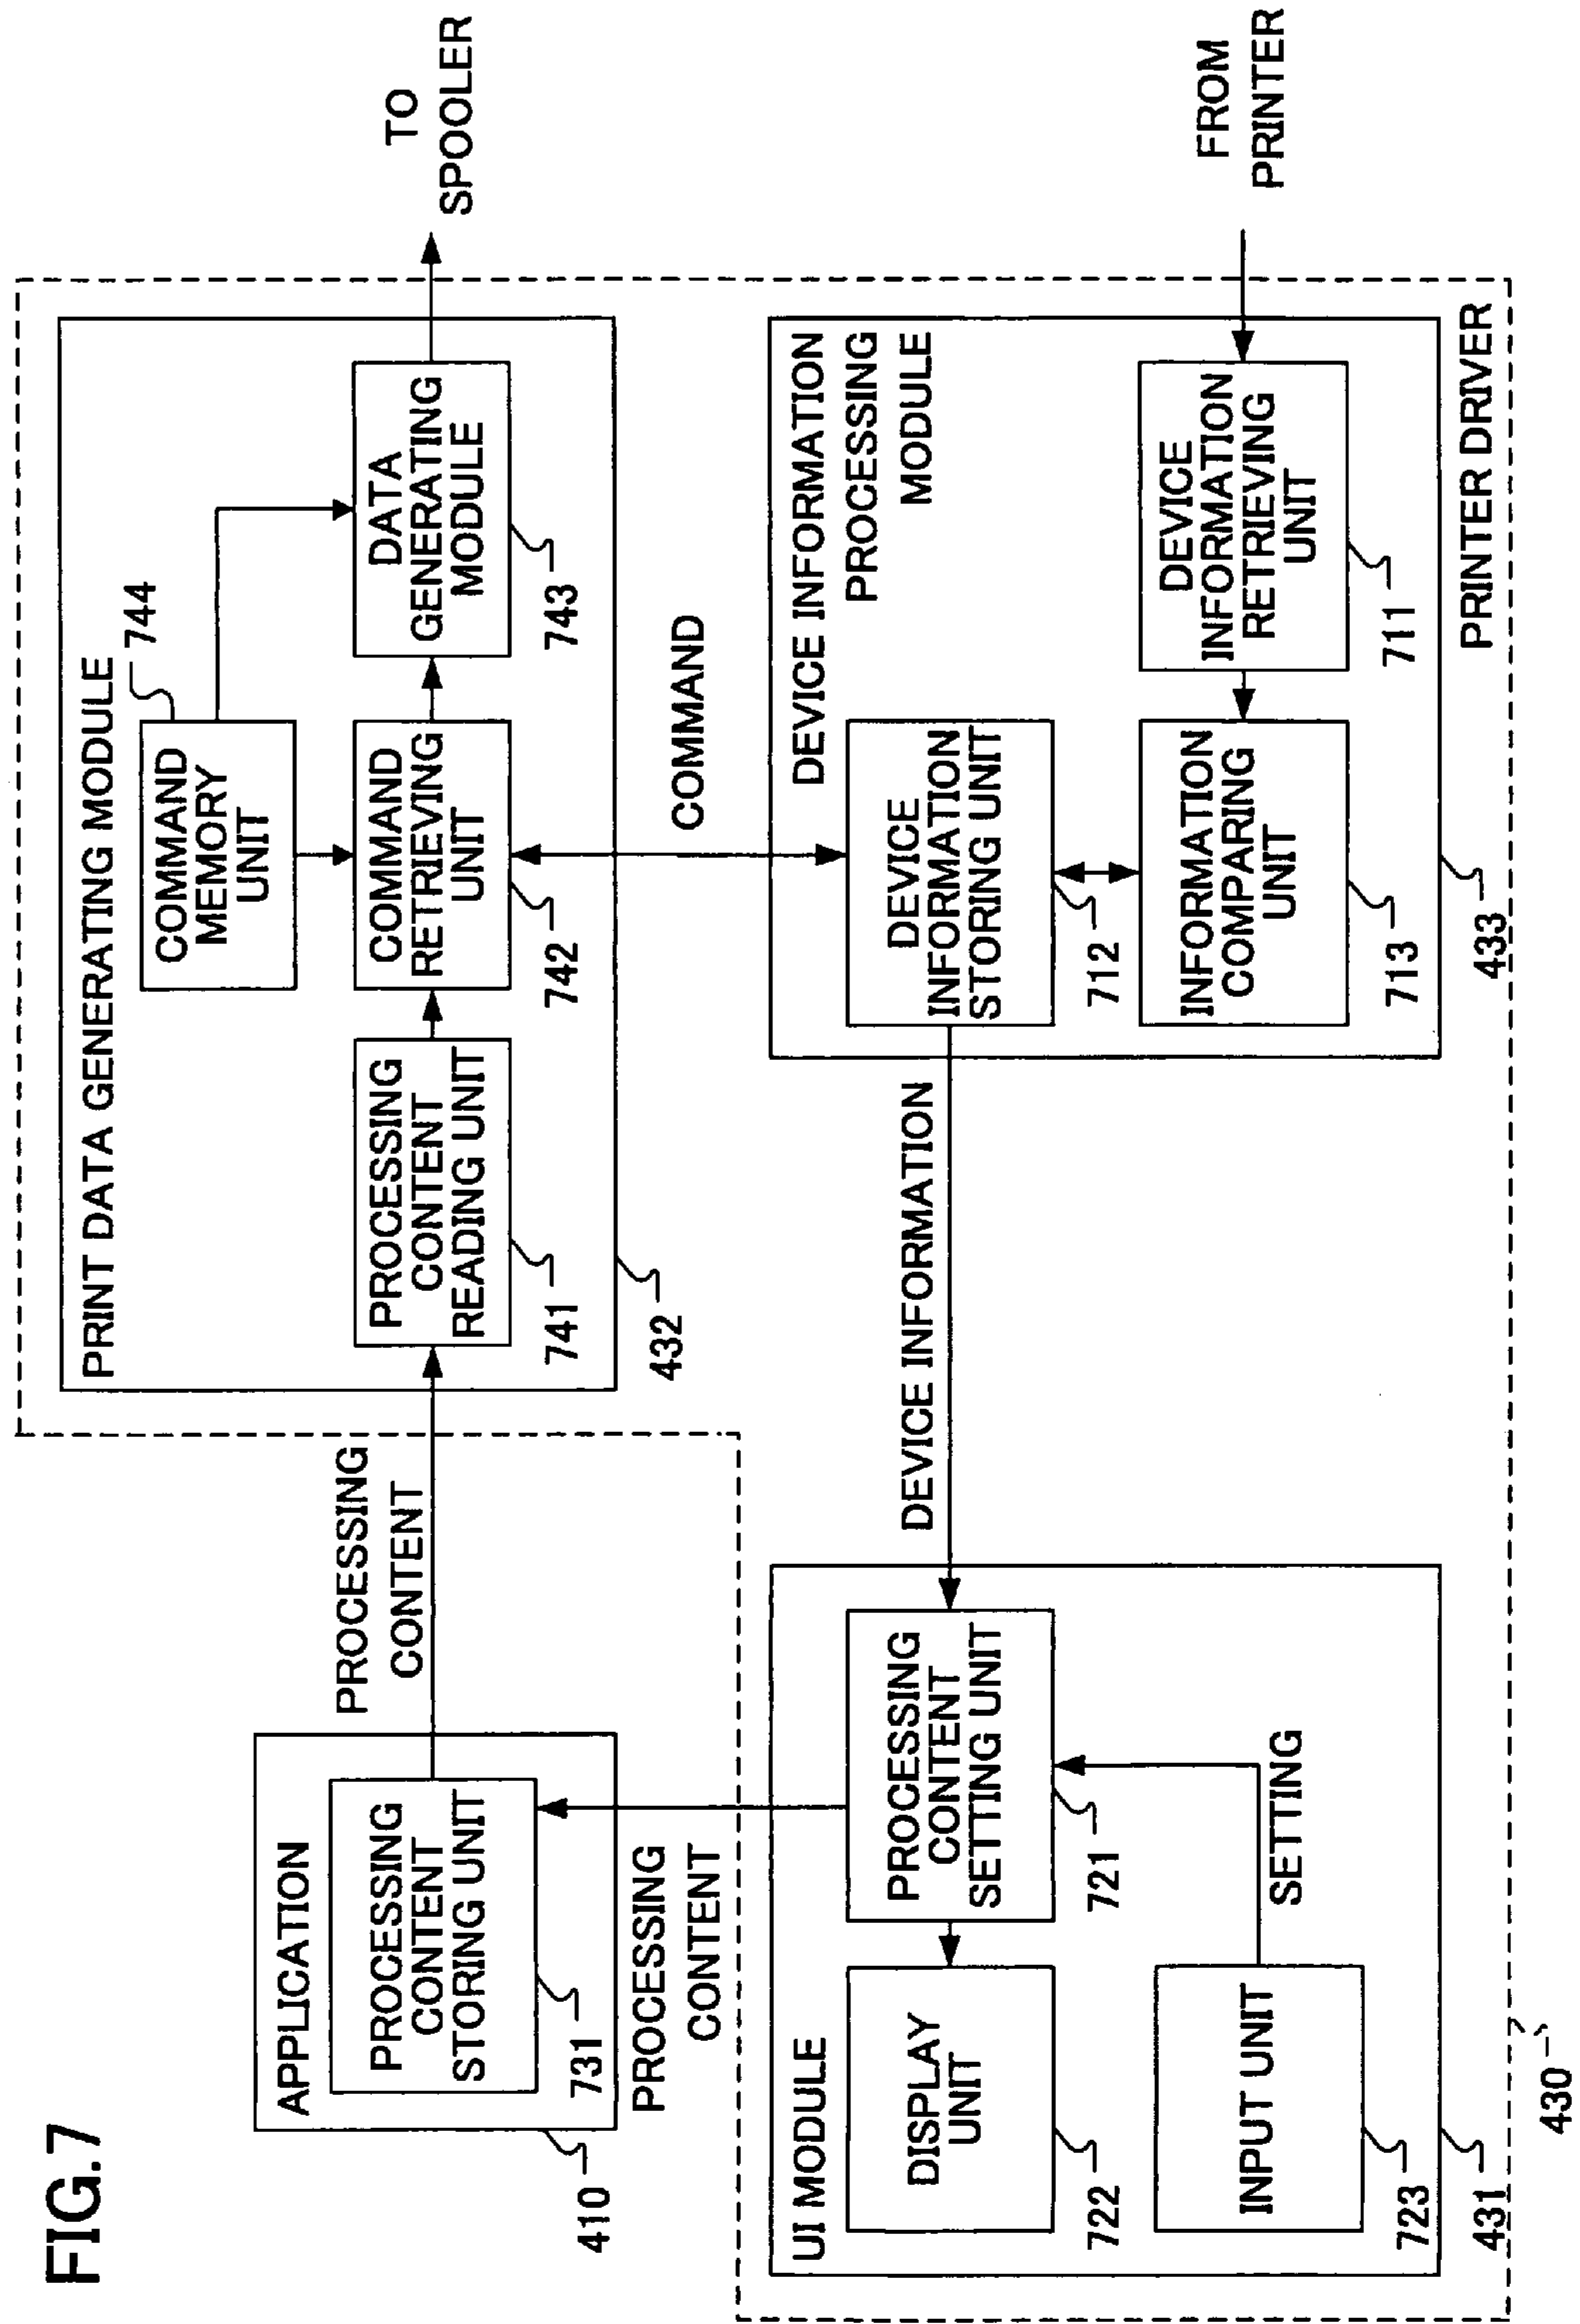 FIG.7
APPLICATION
PROCESSING
CONTENT
STORING UNIT
731
410
PROCESSING
CONTENT
PROCESSING
CONTENT
PRINT DATA GENERATING MODULE
COMMAND
MEMORY
UNIT
744
PROCESSING
CONTENT
READING UNIT
741
COMMAND
RETRIEVING
UNIT
742
DATA
GENERATING
MODULE
743
432
TO
SPOOLER
COMMAND
UI MODULE
DISPLAY
UNIT
722
PROCESSING
CONTENT
SETTING UNIT
721
INPUT UNIT
723
SETTING
431
430
DEVICE INFORMATION
DEVICE INFORMATION
PROCESSING
MODULE
DEVICE
INFORMATION
STORING UNIT
712
INFORMATION
COMPARING
UNIT
713
DEVICE
INFORMATION
RETRIEVING
UNIT
711
433
PRINTER DRIVER
FROM
PRINTER